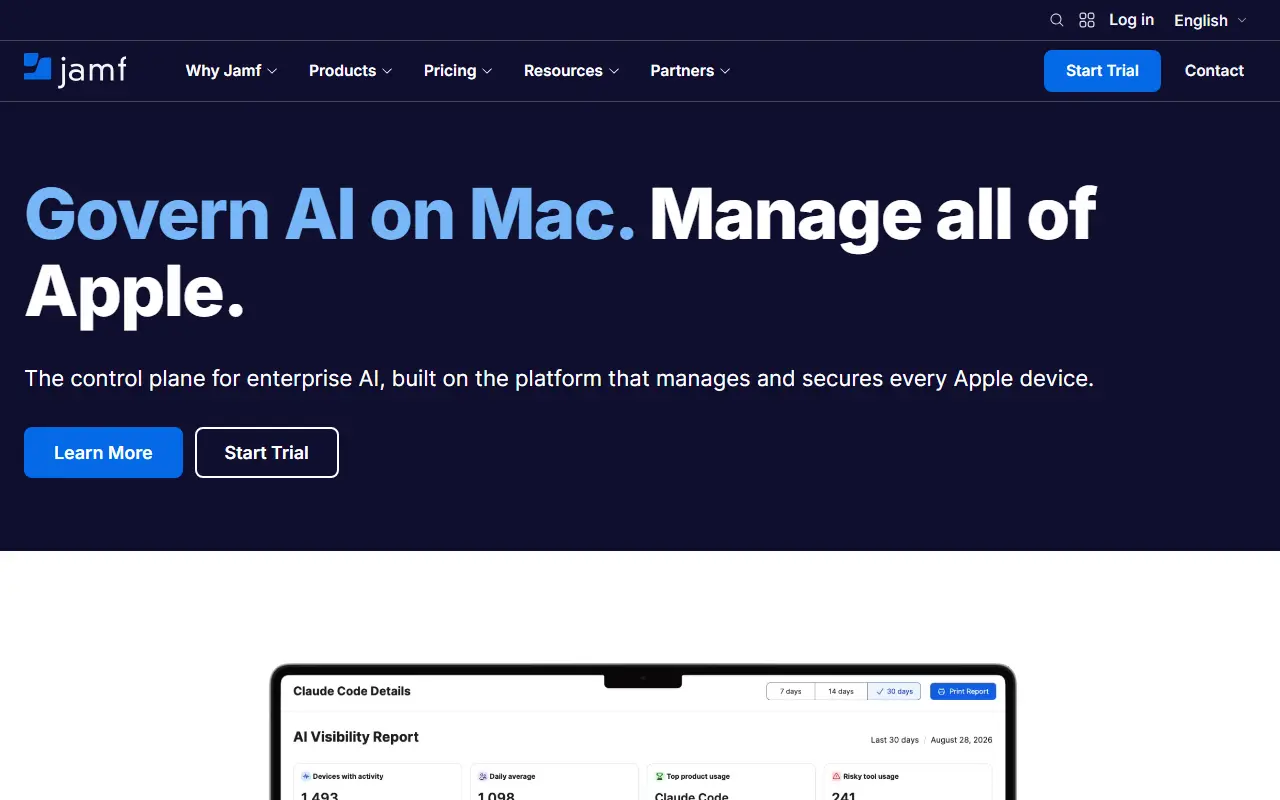 Log in English
jamf Why Jamf Products Pricing Resources Partners Start Trial Contact
Govern AI on Mac. Manage all of
Apple.
The control plane for enterprise AI, built on the platform that manages and secures every Apple device.
Learn More Start Trial
Claude Code Details 7 days 14 days 30 days Print Report
AI Visibility Report Last 30 days / August 28, 2026
Devices with activity Daily average Top product usage Risky tool usage
1,493 1,098 Claude Code 241